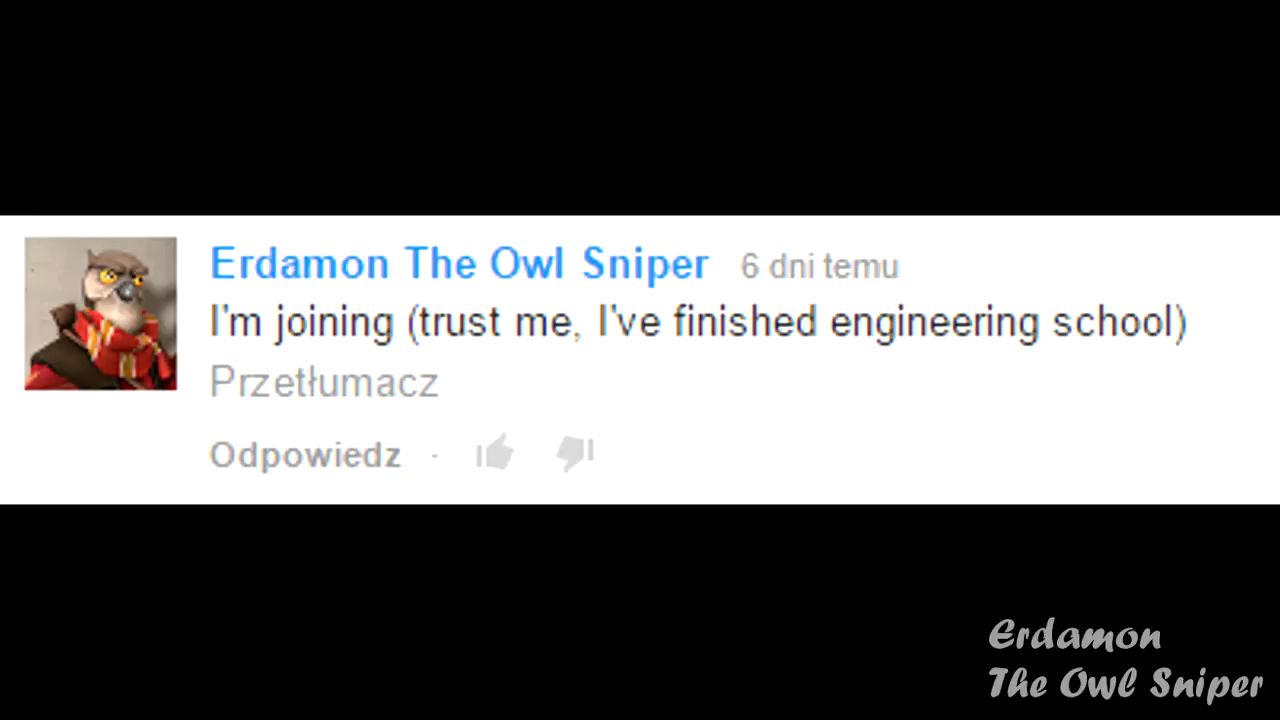 Erdamon The Owl Sniper 6 dni temu
I'm joining (trust me, I've finished engineering school)
Przetłumacz
Odpowiedz ·
Erdamon
The Owl Sniper